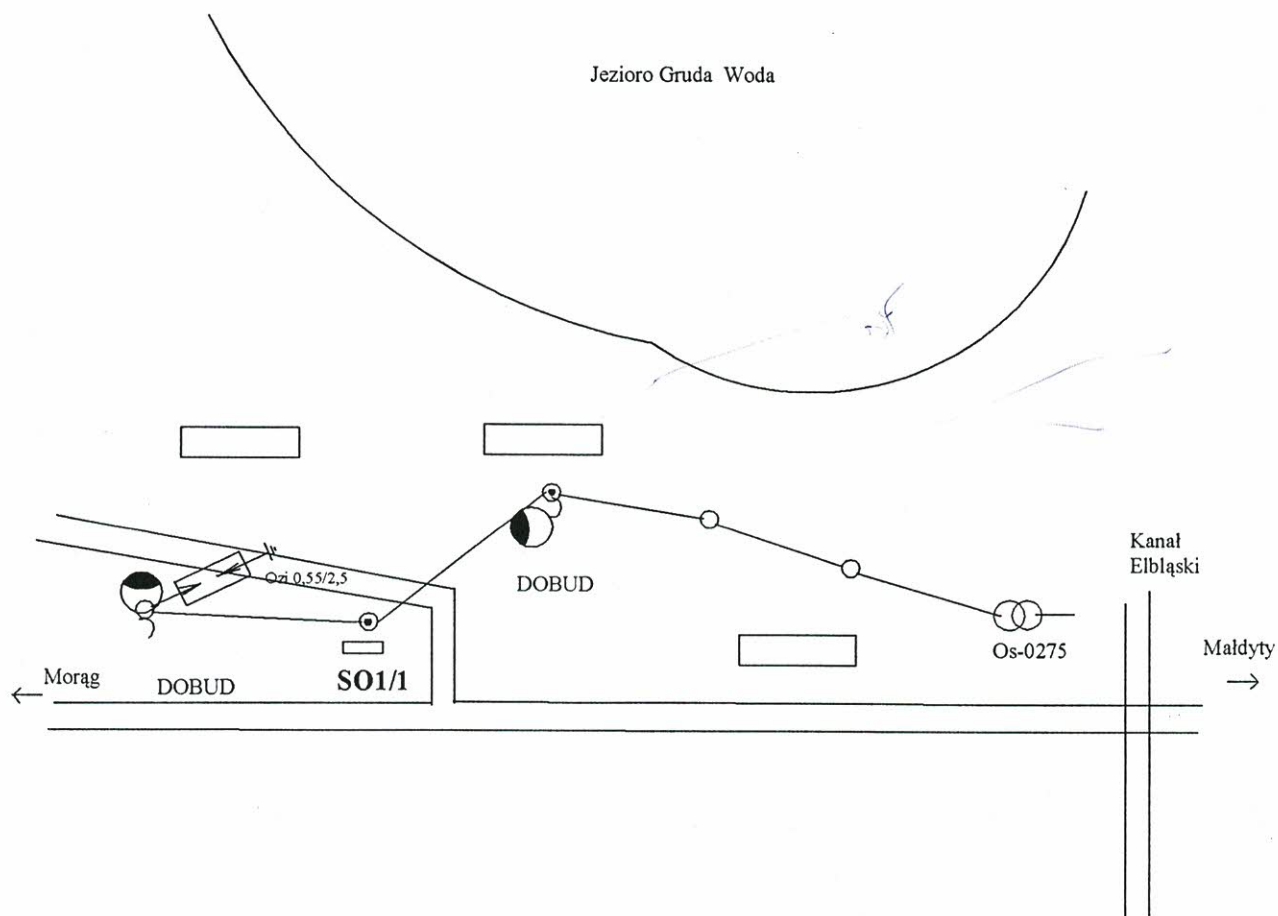 Jezioro Gruda Woda
Kanał
Elbląski
Ozi 0,55/2,5
DOBUD
Os-0275
Małdyty
Morąg
DOBUD
SO1/1